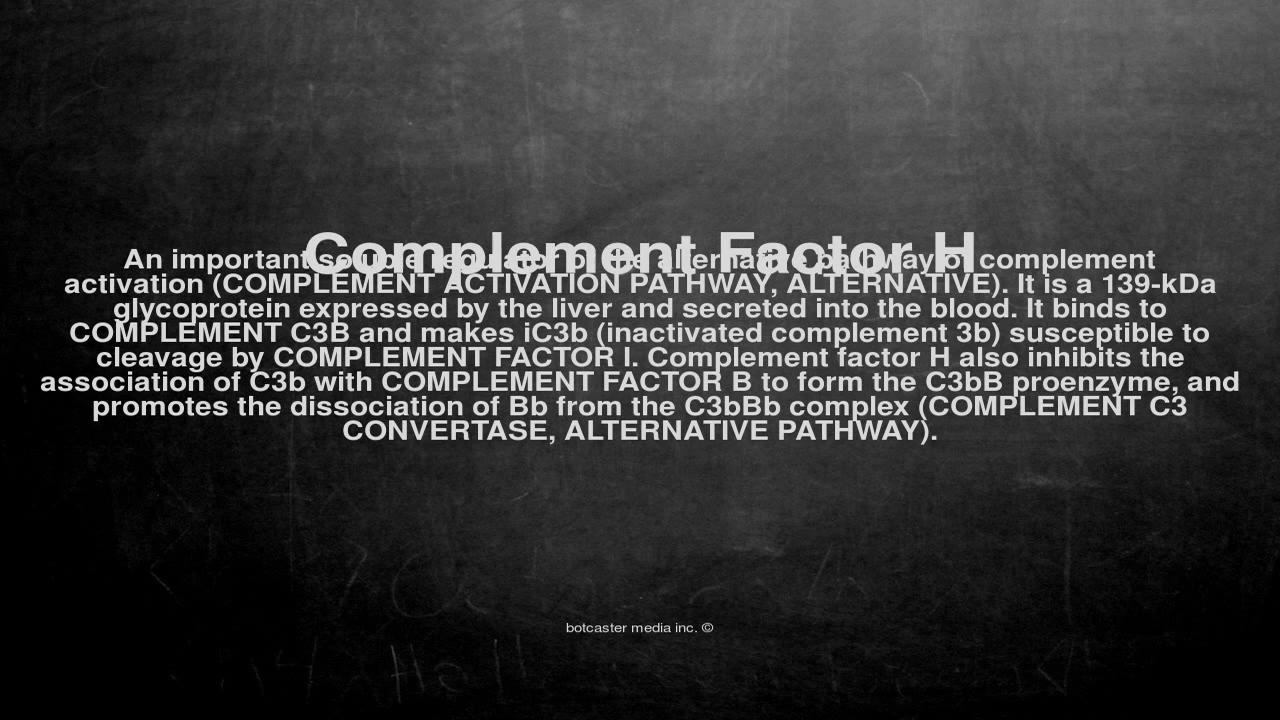 Complement Factor H
An important soluble regulator of the alternative pathway of complement
activation (COMPLEMENT ACTIVATION PATHWAY, ALTERNATIVE). It is a 139-kDa
glycoprotein expressed by the liver and secreted into the blood. It binds to
COMPLEMENT C3B and makes iC3b (inactivated complement 3b) susceptible to
cleavage by COMPLEMENT FACTOR I. Complement factor H also inhibits the
association of C3b with COMPLEMENT FACTOR B to form the C3bB proenzyme, and
promotes the dissociation of Bb from the C3bBb complex (COMPLEMENT C3
CONVERTASE, ALTERNATIVE PATHWAY).
botcaster media inc. ©